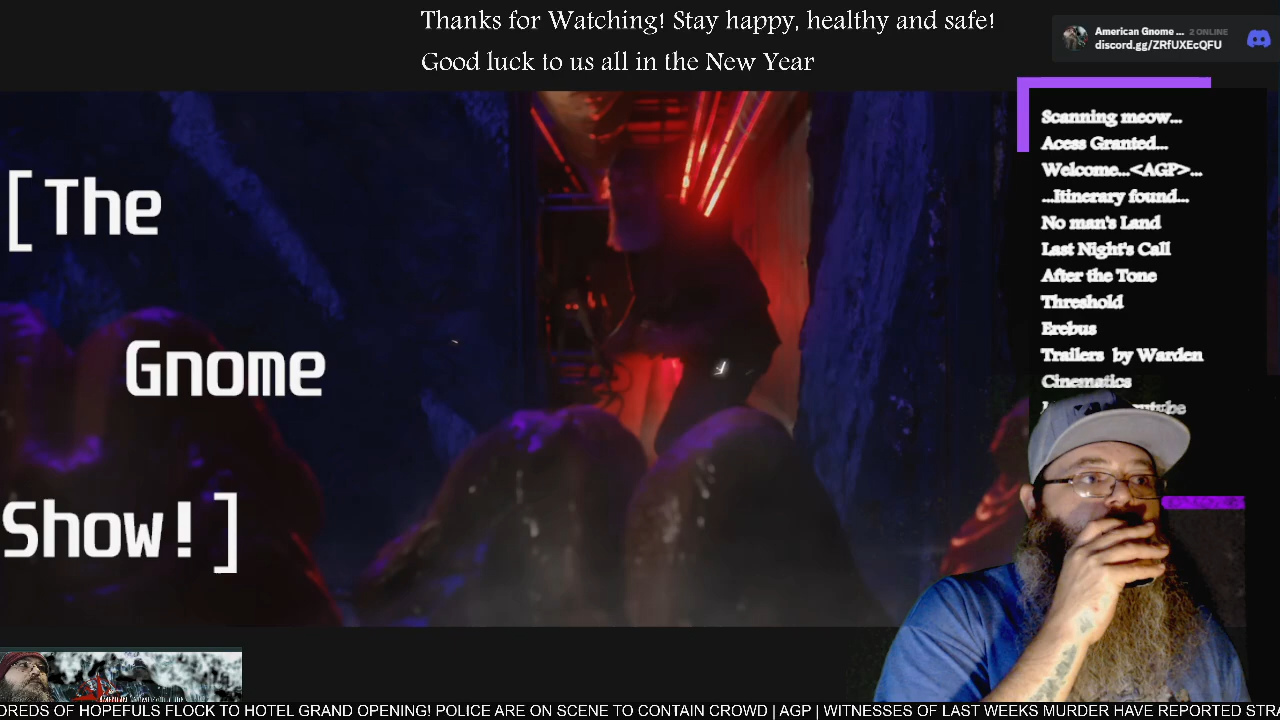 Thanks for Watching! Stay happy, healthy and safe!
Good luck to us all in the New Year
American Gnome ... 2 ONLINE
discord.gg/ZRfUXEcQFU
[The
Gnome
Show!]
Scanning meow...
Acess Granted...
Welcome...<AGP>...
...Itinerary found...
No man's Land
Last Night's Call
After the Tone
Threshold
Erebus
Trailers by Warden
Cinematics
DREDS OF HOPEFULS FLOCK TO HOTEL GRAND OPENING! POLICE ARE ON SCENE TO CONTAIN CROWD | AGP | WITNESSES OF LAST WEEKS MURDER HAVE REPORTED STRA